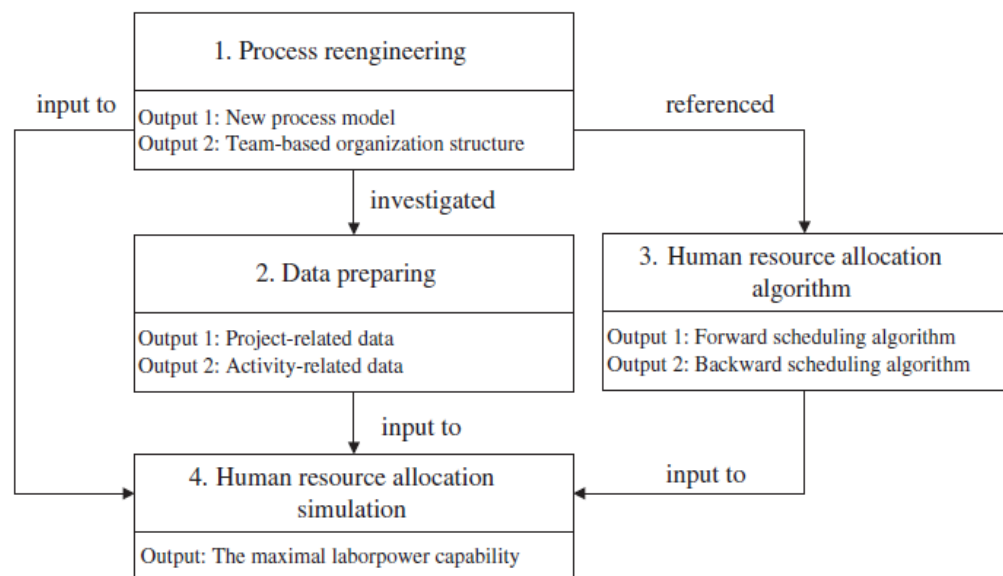 1. Process reengineering
input to
referenced
Output 1: New process model
Output 2: Team-based organization structure
investigated
2. Data preparing
3. Human resource allocation
algorithm
Output 1: Project-related data
Output 2: Activity-related data
Output 1: Forward scheduling algorithm
Output 2: Backward scheduling algorithm
input to
4. Human resource allocation
simulation
input to
Output: The maximal laborpower capability